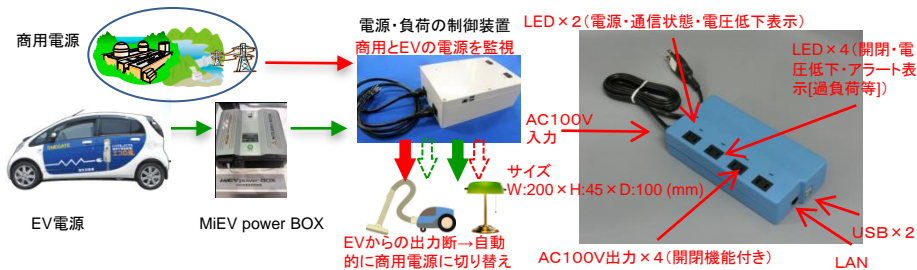 商用電源
電源・負荷の制御装置
商用とEVの電源を監視
EV電源
MiEV power BOX
MiEV power BOX
EVからの出力断→自動
的に商用電源に切り替え
LED×2(電源・通信状態・電圧低下表示)
LED×4(開閉・電
圧低下・アラート表
示[過負荷等])
AC100V
入力
サイズ
W:200×H:45×D:100 (mm)
AC100V出力×4(開閉機能付き)
USB×2
LAN